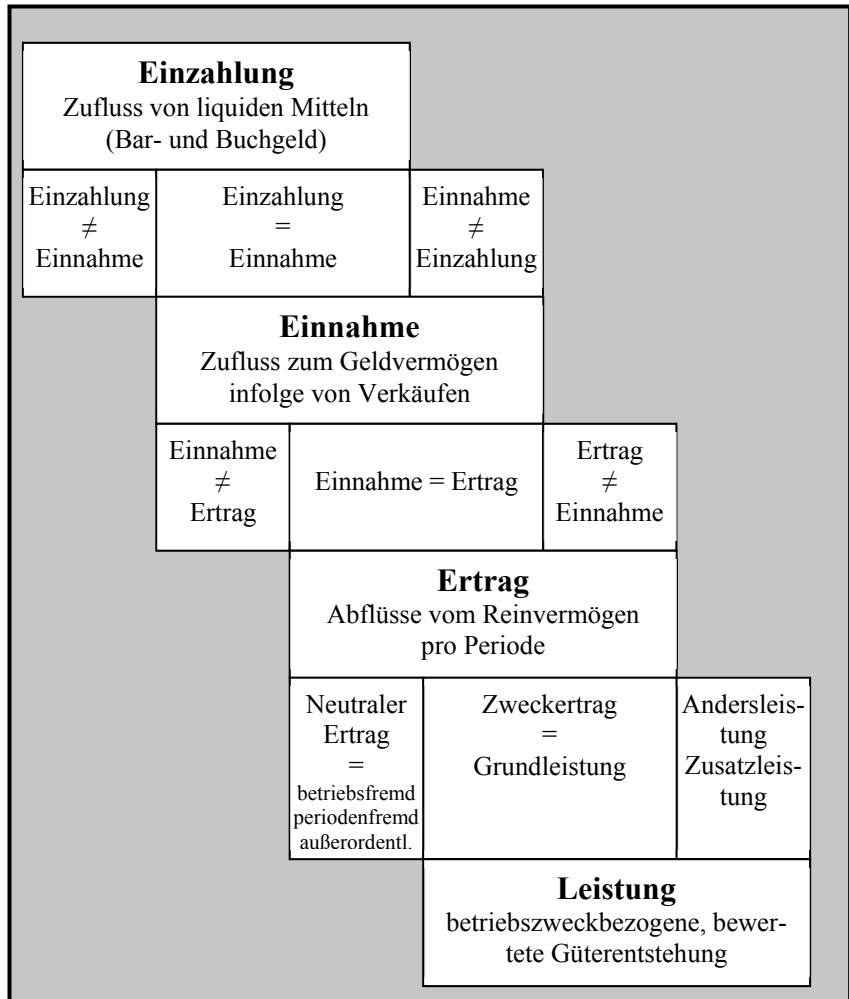 Einzahlung
Zufluss von liquiden Mitteln
(Bar- und Buchgeld)
Einzahlung
≠
Einnahme
Einzahlung
=
Einnahme
Einnahme
≠
Einzahlung
Einnahme
Zufluss zum Geldvermögen
infolge von Verkäufen
Einnahme
≠
Ertrag
Einnahme = Ertrag
Ertrag
≠
Einnahme
Ertrag
Abflüsse vom Reinvermögen
pro Periode
Neutraler
Ertrag
=
betriebsfremd
periodenfremd
außerordentl.
Zweckertrag
=
Grundleistung
Andersleis-
tung
Zusatzleis-
tung
Leistung
betriebszweckbezogene, bewer-
tete Güterentstehung